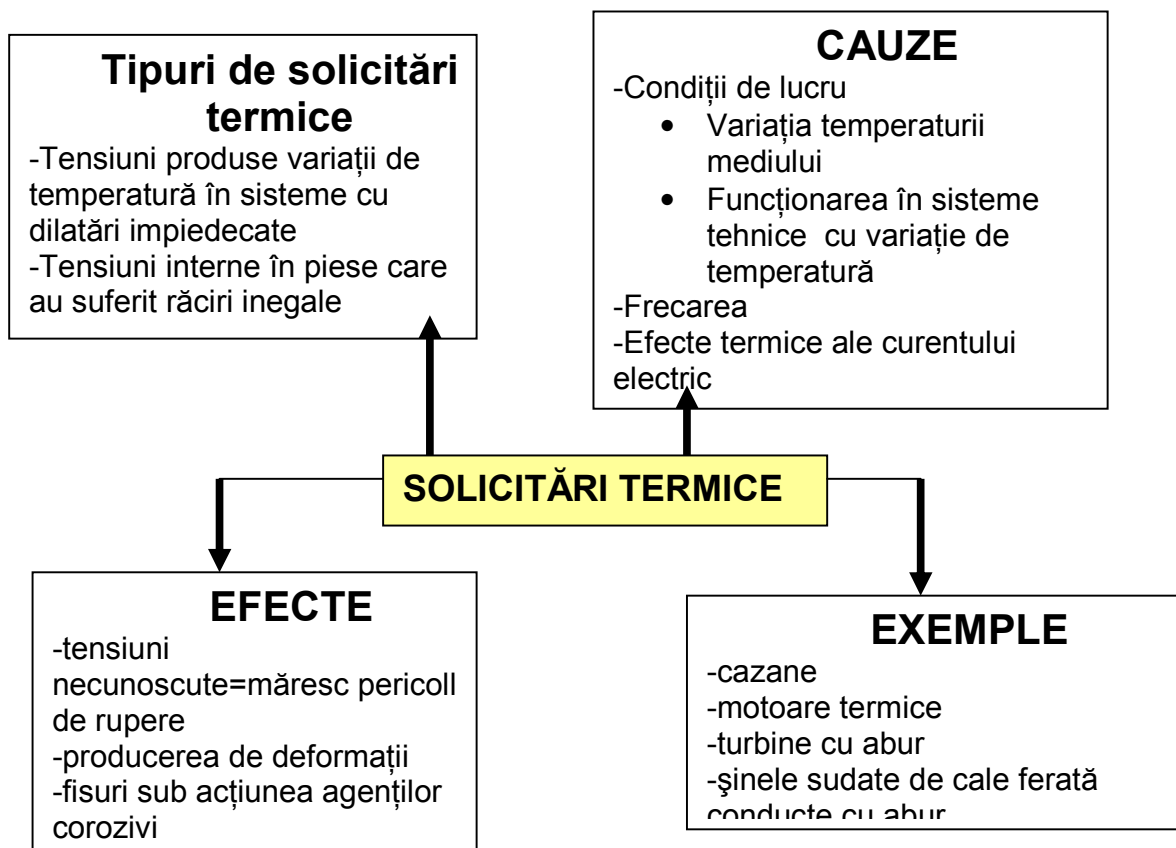 Tipuri de solicitări
termice
-Tensiuni produse variații de
temperatură în sisteme cu
dilatări impiedecate
-Tensiuni interne în piese care
au suferit răciri inegale
CAUZE
-Condiții de lucru
• Variația temperaturii
mediului
• Funcționarea în sisteme
tehnice cu variație de
temperatură
-Frecarea
-Efecte termice ale curentului
electric
SOLICITĂRI TERMICE
EFECTE
-tensiuni
necunoscute=măresc pericoll
de rupere
-producerea de deformații
-fisuri sub acțiunea agenților
corozivi
EXEMPLE
-cazane
-motoare termice
-turbine cu abur
-şinele sudate de cale ferată
conducte cu abur